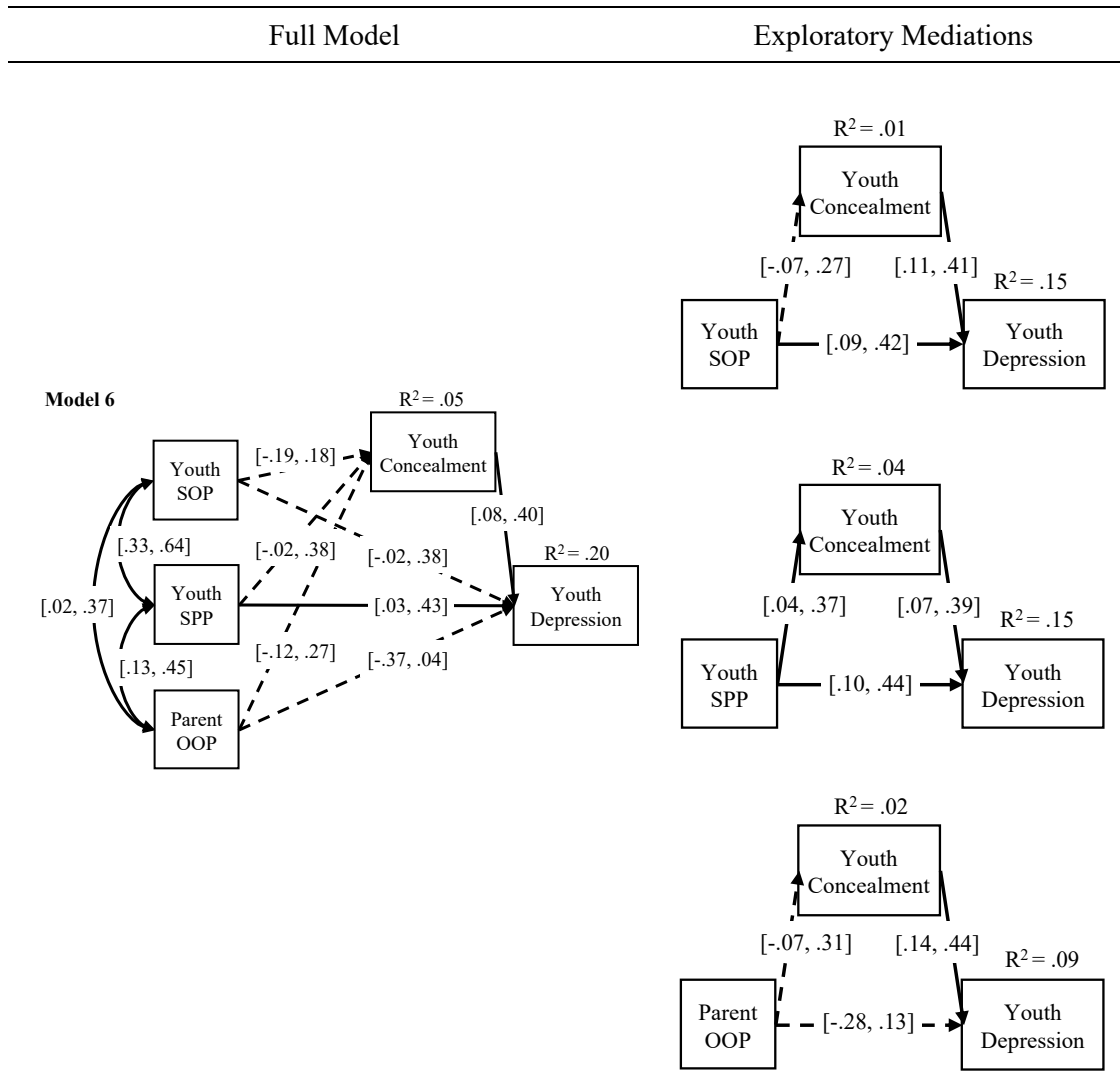 Full Model
Exploratory Mediations
Model 6
R² = .05
Youth
Concealment
Youth
SOP
[-.19, .18]
[.08, .40]
[.33, .64]
[-.02, .38]
[-.02, .38]
R² = .20
Youth
Depression
[.02, .37]
Youth
SPP
[.03, .43]
[.13, .45]
[-.12, .27]
[-.37, .04]
Parent
OOP
R² = .01
Youth
Concealment
[-.07, .27]
[.11, .41]
R² = .15
Youth
SOP
[.09, .42]
Youth
Depression
R² = .04
Youth
Concealment
[.04, .37]
[.07, .39]
R² = .15
Youth
SPP
[.10, .44]
Youth
Depression
R² = .02
Youth
Concealment
[-.07, .31]
[.14, .44]
R² = .09
Parent
OOP
[-.28, .13]
Youth
Depression